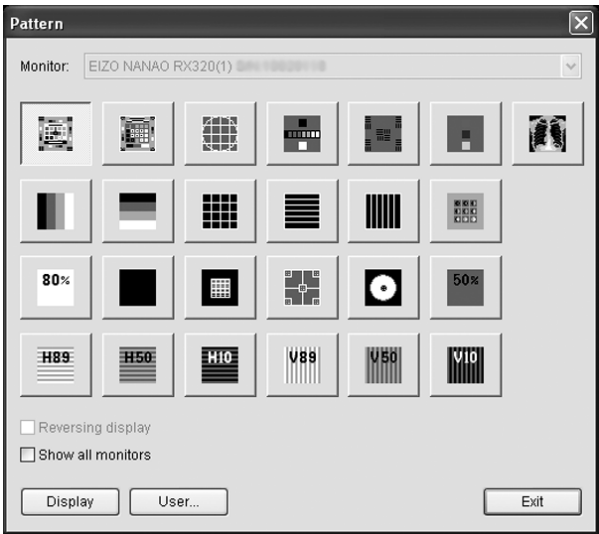 Pattern
Monitor: EIZO NANAO RX320(1)
80% 50%
H89 H50 H10 V89 V50 V10
Reversing display
Show all monitors
Display User... Exit